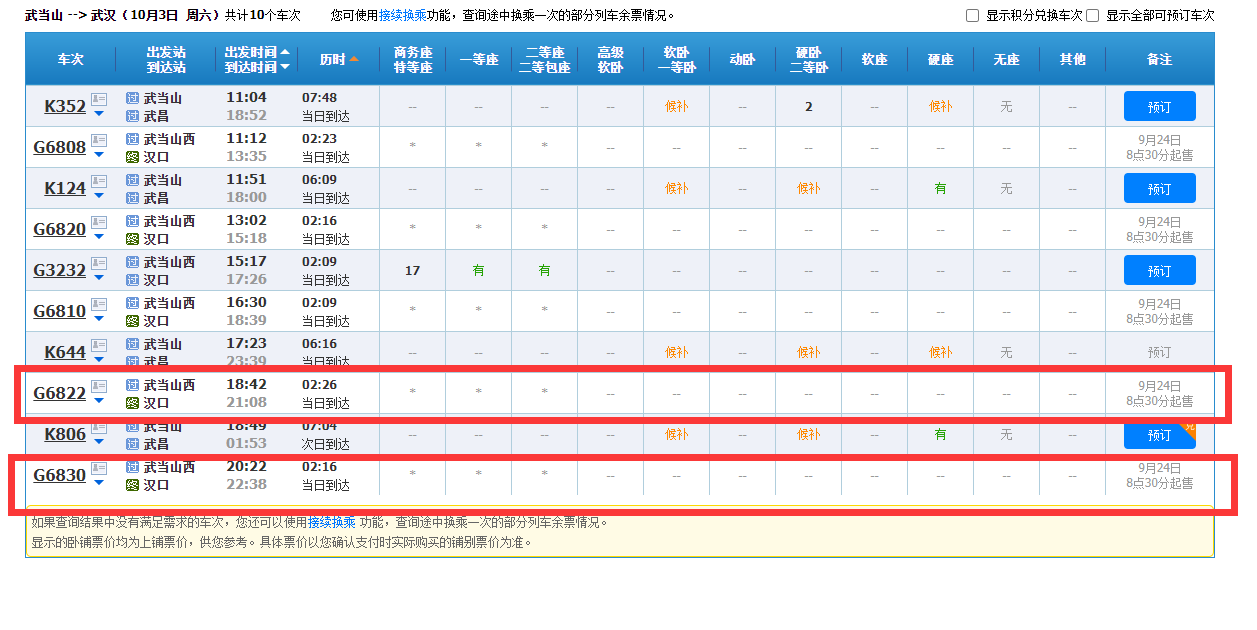 武当山 --> 武汉（10月3日 周六）共计10个车次 您可使用接续换乘功能，查询途中换乘一次的部分列车余票情况。 显示积分兑换车次 显示全部可预订车次
车次 出发站 到达站 出发时间 到达时间 历时 商务座 特等座 一等座 二等座 二等包座 高级 软卧 软卧 一等卧 动卧 硬卧 二等卧 软座 硬座 无座 其他 备注
K352 过 武当山 11:04 07:48 -- -- -- -- 候补 -- 2 -- 候补 无 -- 预订
过 武昌 18:52 当日到达
G6808 过 武当山西 11:12 02:23 * * * -- -- -- -- -- -- -- -- 9月24日
终 汉口 13:35 当日到达 8点30分起售
K124 过 武当山 11:51 06:09 -- -- -- -- 候补 -- 候补 -- 有 无 -- 预订
过 武昌 18:00 当日到达
G6820 过 武当山西 13:02 02:16 * * * -- -- -- -- -- -- -- -- 9月24日
终 汉口 15:18 当日到达 8点30分起售
G3232 过 武当山西 15:17 02:09 17 有 有 -- -- -- -- -- -- -- -- 预订
过 汉口 17:26 当日到达
G6810 过 武当山西 16:30 02:09 * * * -- -- -- -- -- -- -- -- 9月24日
终 汉口 18:39 当日到达 8点30分起售
K644 过 武当山 17:23 06:16 -- -- -- -- 候补 -- 候补 -- 候补 无 -- 预订
过 武昌 23:39 当日到达
G6822 过 武当山西 18:42 02:26 * * * -- -- -- -- -- -- -- -- 9月24日
终 汉口 21:08 当日到达 8点30分起售
K806 过 武当山 18:49 07:04 -- -- -- -- 候补 -- 候补 -- 有 无 -- 预订 兑
过 武昌 01:53 次日到达
G6830 过 武当山西 20:22 02:16 * * * -- -- -- -- -- -- -- -- 9月24日
终 汉口 22:38 当日到达 8点30分起售
如果查询结果中没有满足需求的车次，您还可以使用接续换乘 功能，查询途中换乘一次的部分列车余票情况。
显示的卧铺票价均为上铺票价，供您参考。具体票价以您确认支付时实际购买的铺别票价为准。